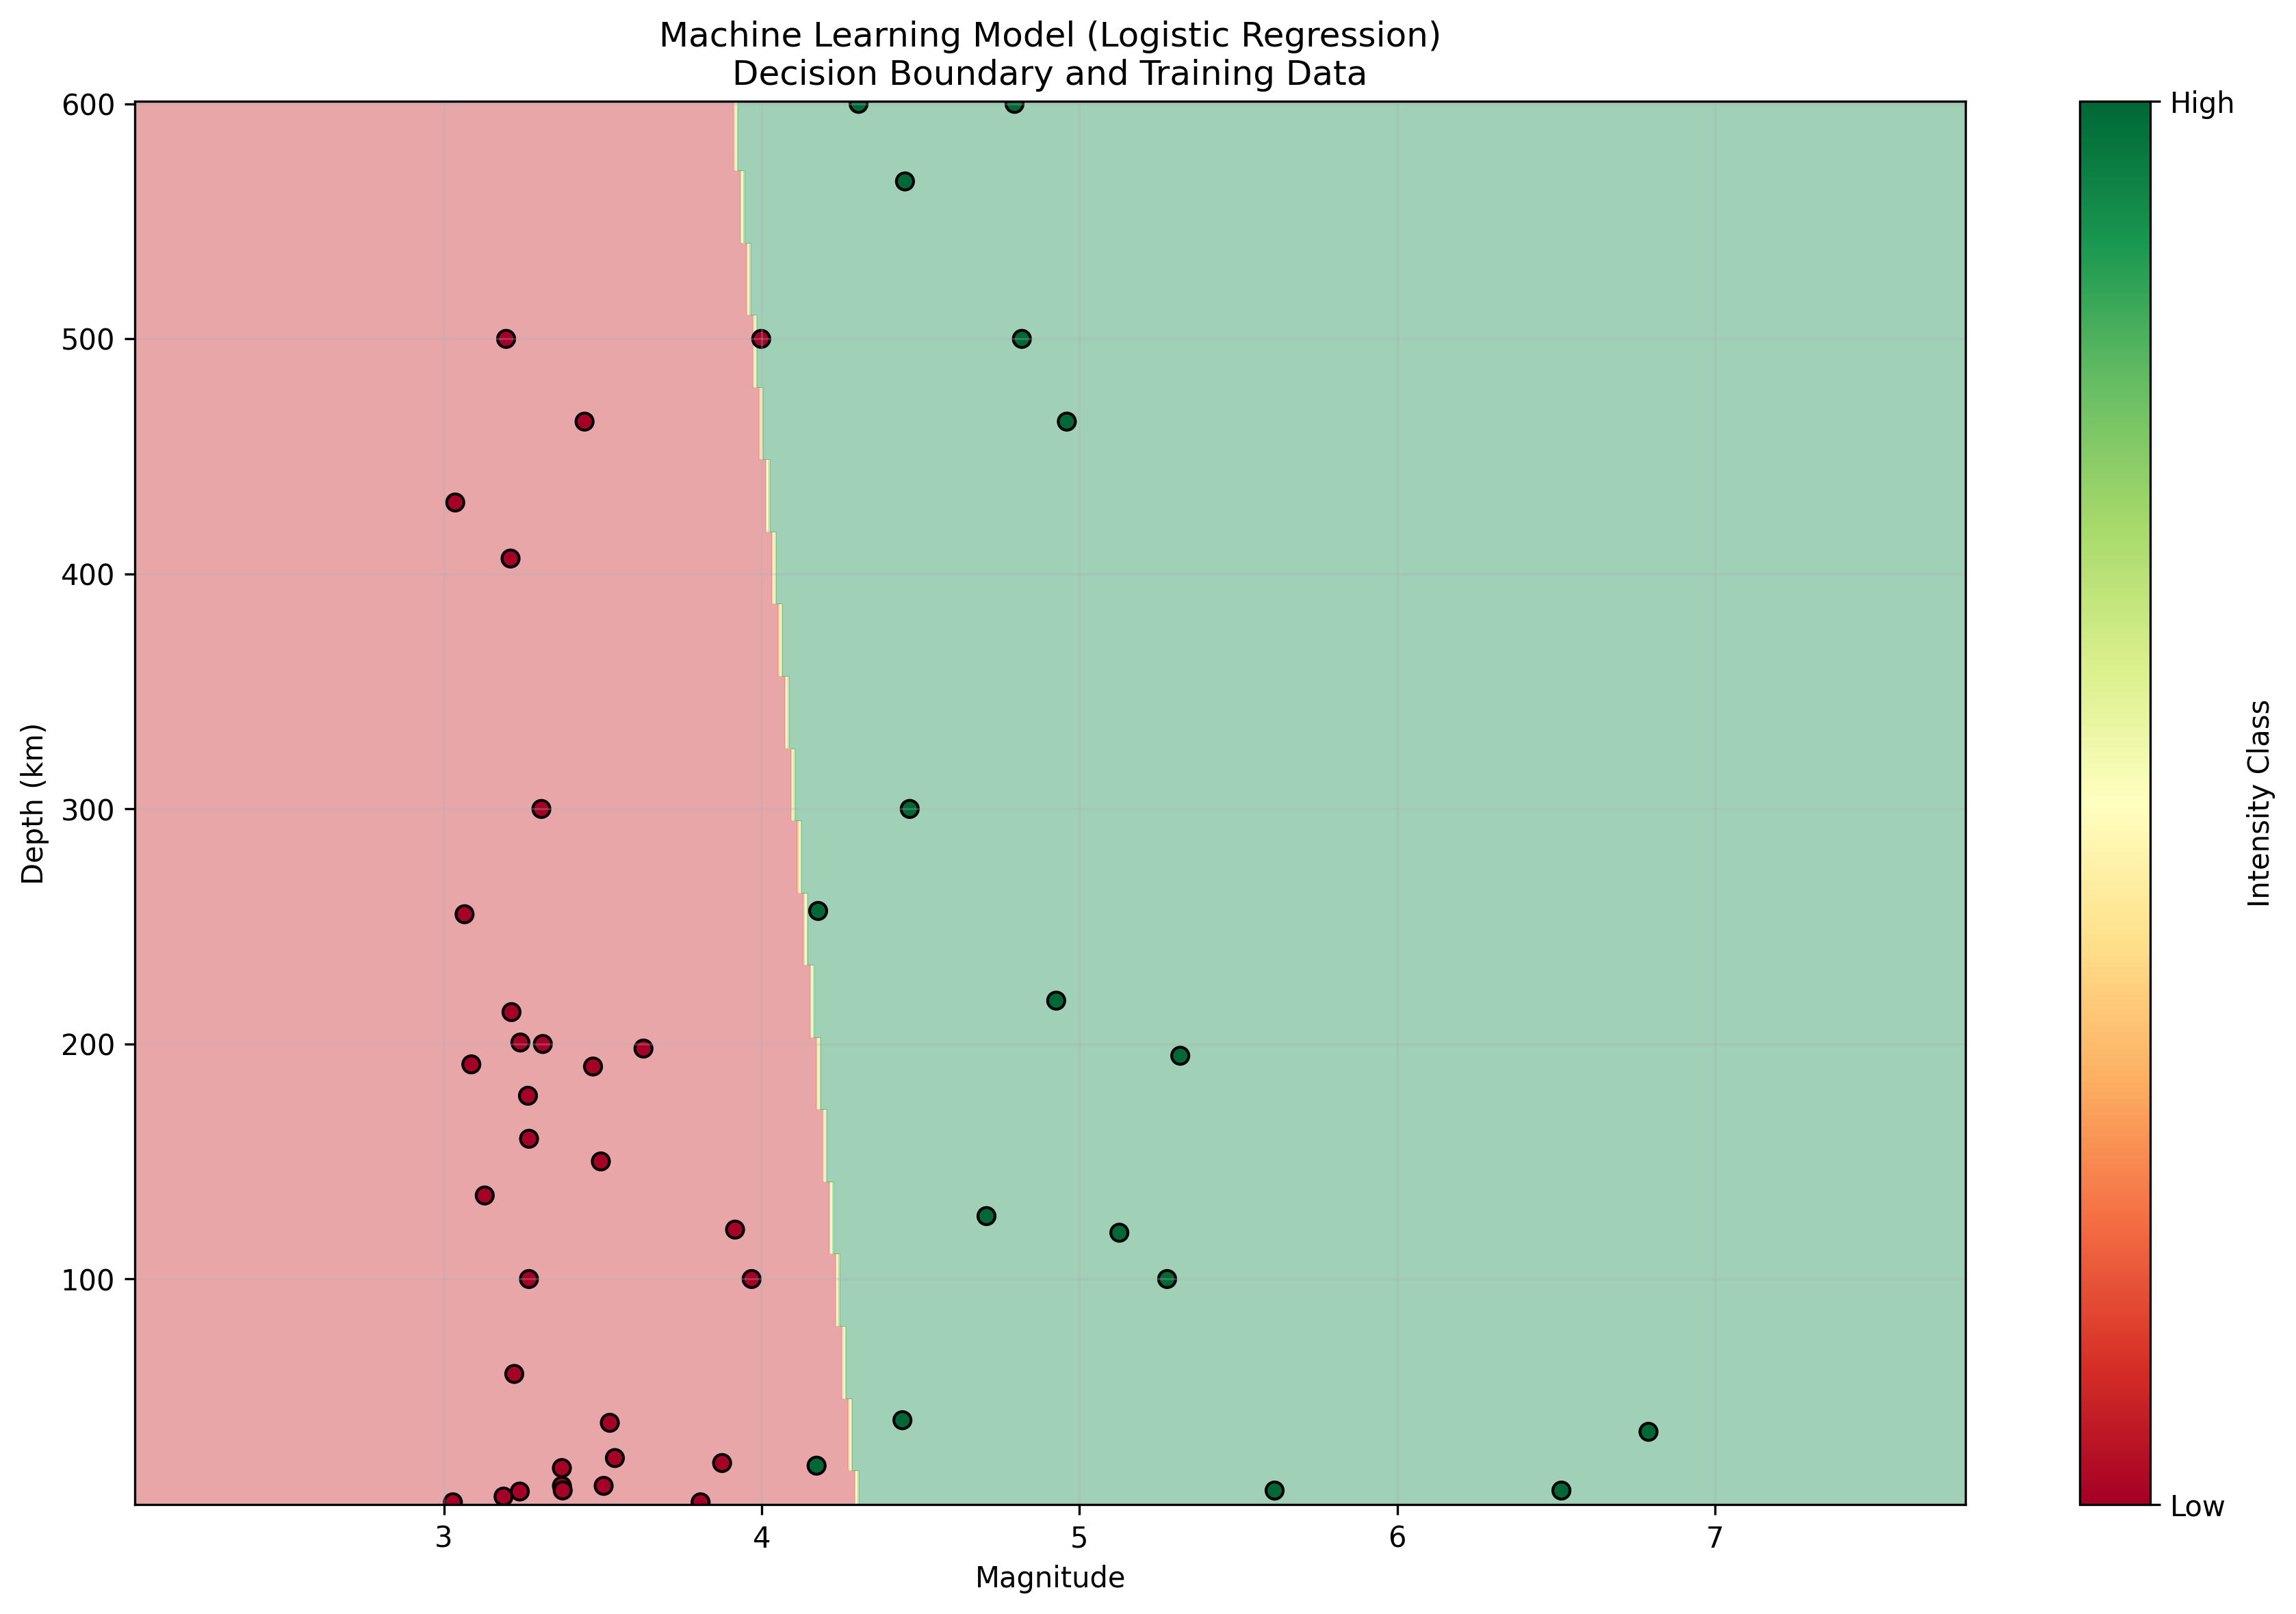 Machine Learning Model (Logistic Regression)
Decision Boundary and Training Data
600
500
400
300
200
100
Depth (km)
3 4 5 6 7
Magnitude
High
Low
Intensity Class